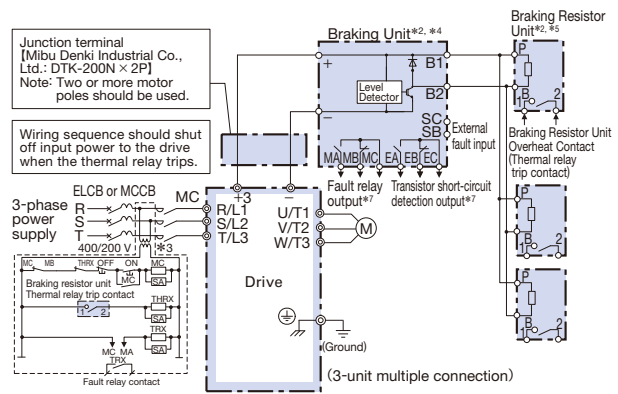 Braking Resistor
Unit*2, *5
Junction terminal
【Mibu Denki Industrial Co.,
Ltd.: DTK-200N × 2P】
Note: Two or more motor
poles should be used.
Braking Unit*2, *4
P
B
1
2
+
B1
Level
Detector
B2
−
SC
SB
External
fault input
Braking Resistor Unit
Overheat Contact
(Thermal relay
trip contact)
Wiring sequence should shut
off input power to the drive
when the thermal relay trips.
MA MB MC EA EB EC
Fault relay
output*7
Transistor short-circuit
detection output*7
ELCB or MCCB
MC
+3
−
3-phase
power
supply
R
S
T
R/L1
S/L2
T/L3
U/T1
V/T2
W/T3
M
400/200 V
*3
P
B
1
2
MC MB THRX OFF ON MC
MC
SA
Braking resistor unit
Thermal relay trip contact
1 2
THRX
SA
TRX
SA
MC MA
TRX
Fault relay contact
Drive
(Ground)
P
B
1
2
(3-unit multiple connection)